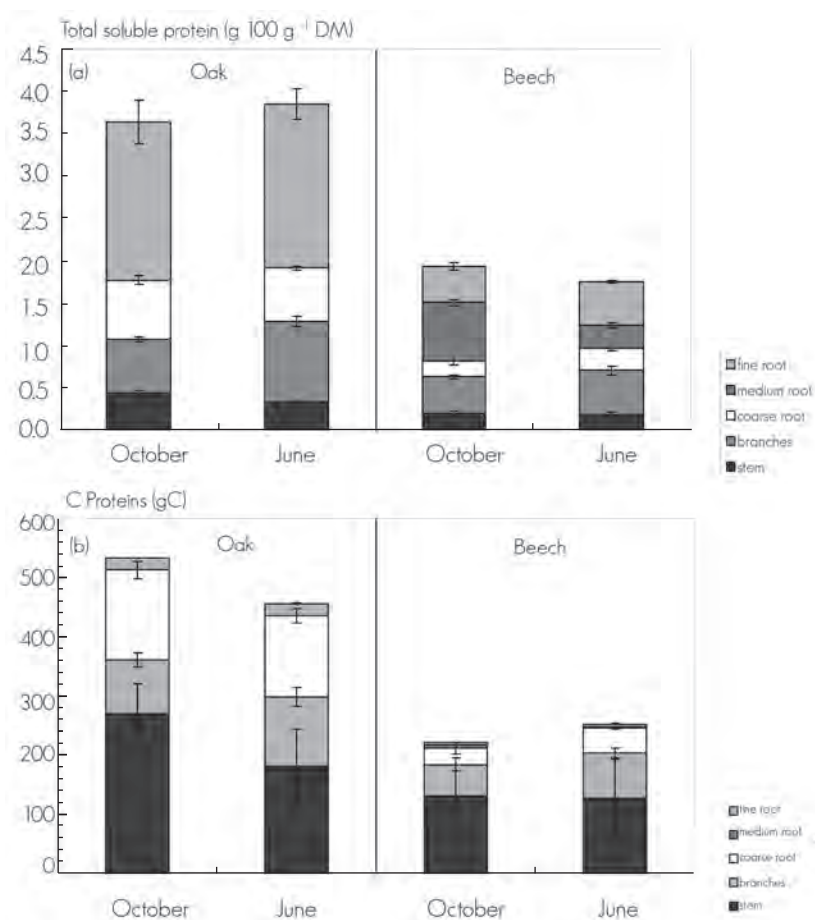 Total soluble protein (g 100 g⁻¹ DM)
4.5
4.0
3.5
3.0
2.5
2.0
1.5
1.0
0.5
0.0
(a)
Oak
Beech
October
June
October
June
fine root
medium root
coarse root
branches
stem
C Proteins (gC)
600
500
400
300
200
100
0
(b)
Oak
Beech
October
June
October
June
fine root
medium root
coarse root
branches
stem